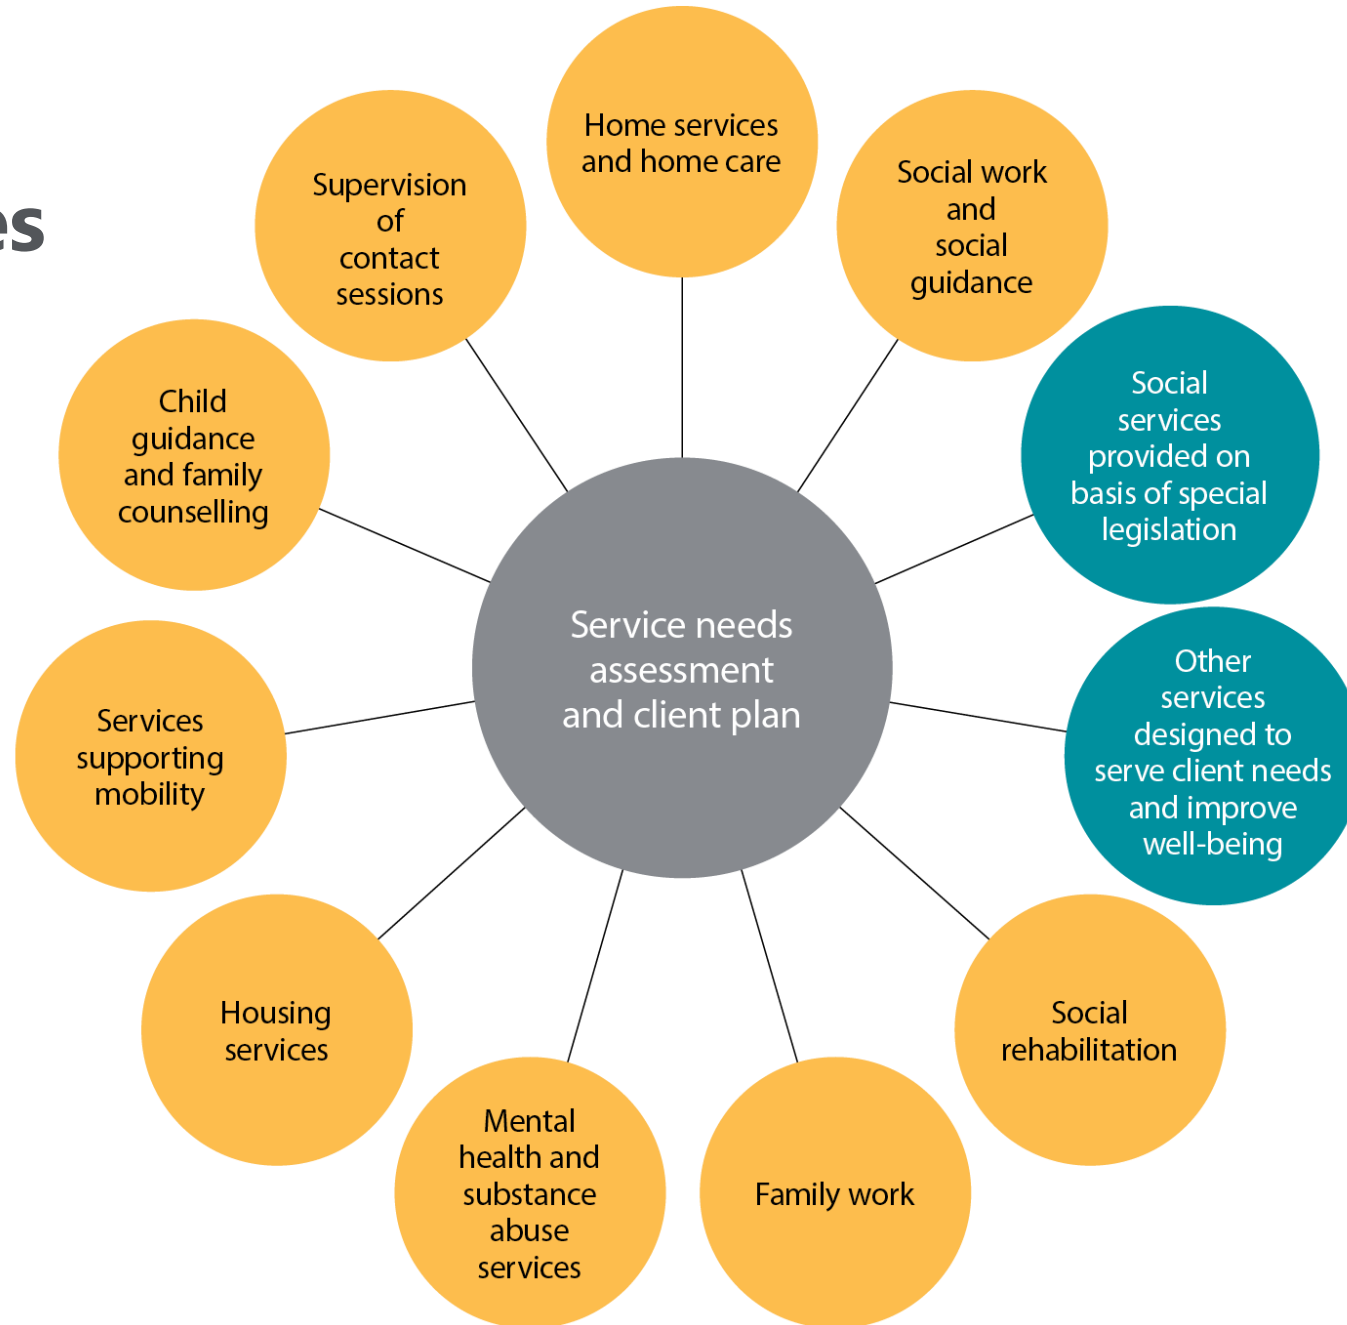 Home services
and home care
Social work
and
social
guidance
Social
services
provided on
basis of special
legislation
Other
services
designed to
serve client needs
and improve
well-being
Social
rehabilitation
Family work
Mental
health and
substance
abuse
services
Housing
services
Services
supporting
mobility
Child
guidance
and family
counselling
Supervision
of
contact
sessions
Service needs
assessment
and client plan